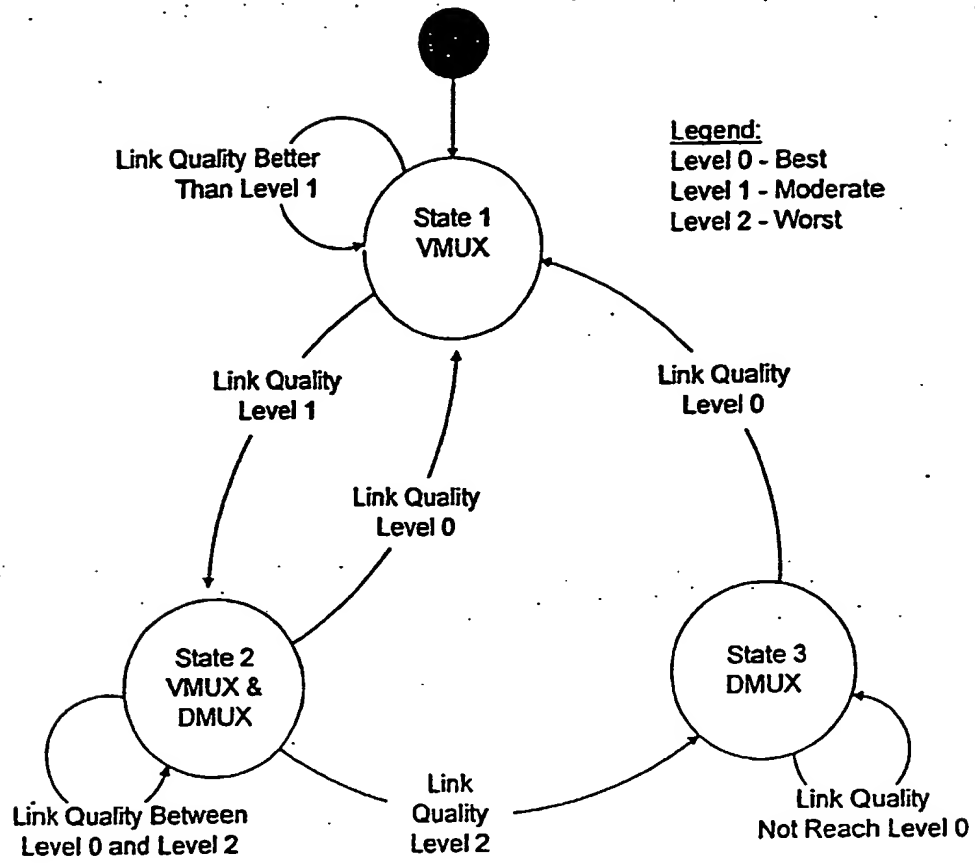 Legend:
Level 0 - Best
Level 1 - Moderate
Level 2 - Worst
Link Quality Better
Than Level 1
State 1
VMUX
Link Quality
Level 1
Link Quality
Level 0
Link Quality
Level 0
State 2
VMUX &
DMUX
State 3
DMUX
Link Quality Between
Level 0 and Level 2
Link
Quality
Level 2
Link Quality
Not Reach Level 0